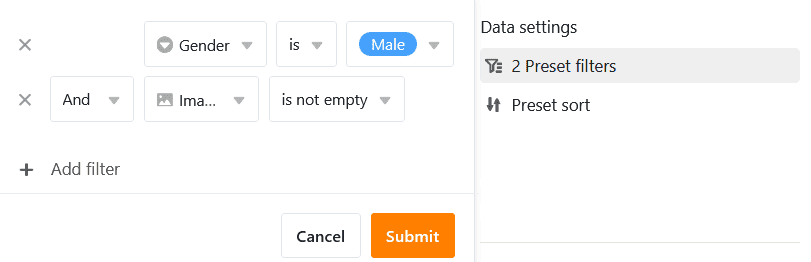 Gender is Male
And Ima... is not empty
Add filter
Cancel Submit
Data settings
2 Preset filters
Preset sort